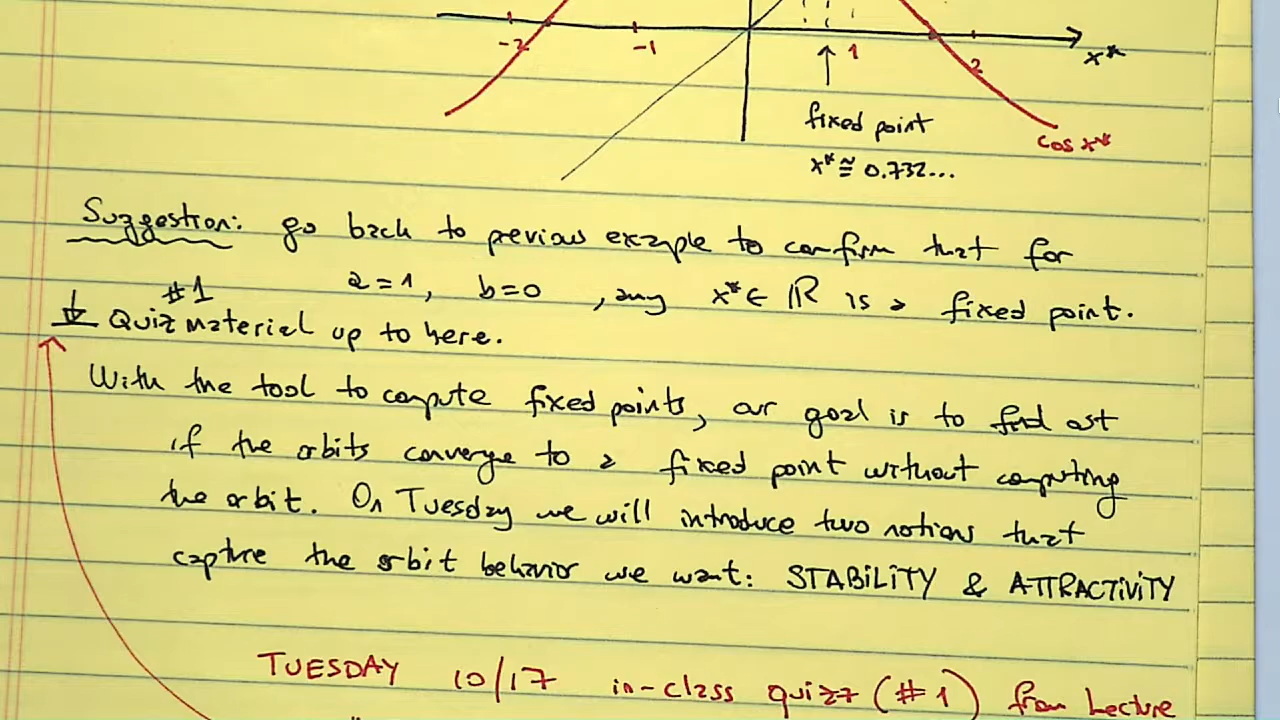 -2 -1 1 2 x*
fixed point
cos x*
x* ≅ 0.732...
Suggestion: go back to previous example to confirm that for
a=1, b=0, any x* ∈ ℝ is a fixed point.
#1
Quiz material up to here.
With the tool to compute fixed points, our goal is to find out
if the orbits converge to a fixed point without computing
the orbit. On Tuesday we will introduce two notions that
capture the orbit behavior we want: STABILITY & ATTRACTIVITY
TUESDAY 10/17 in-class quizz (#1) from Lecture